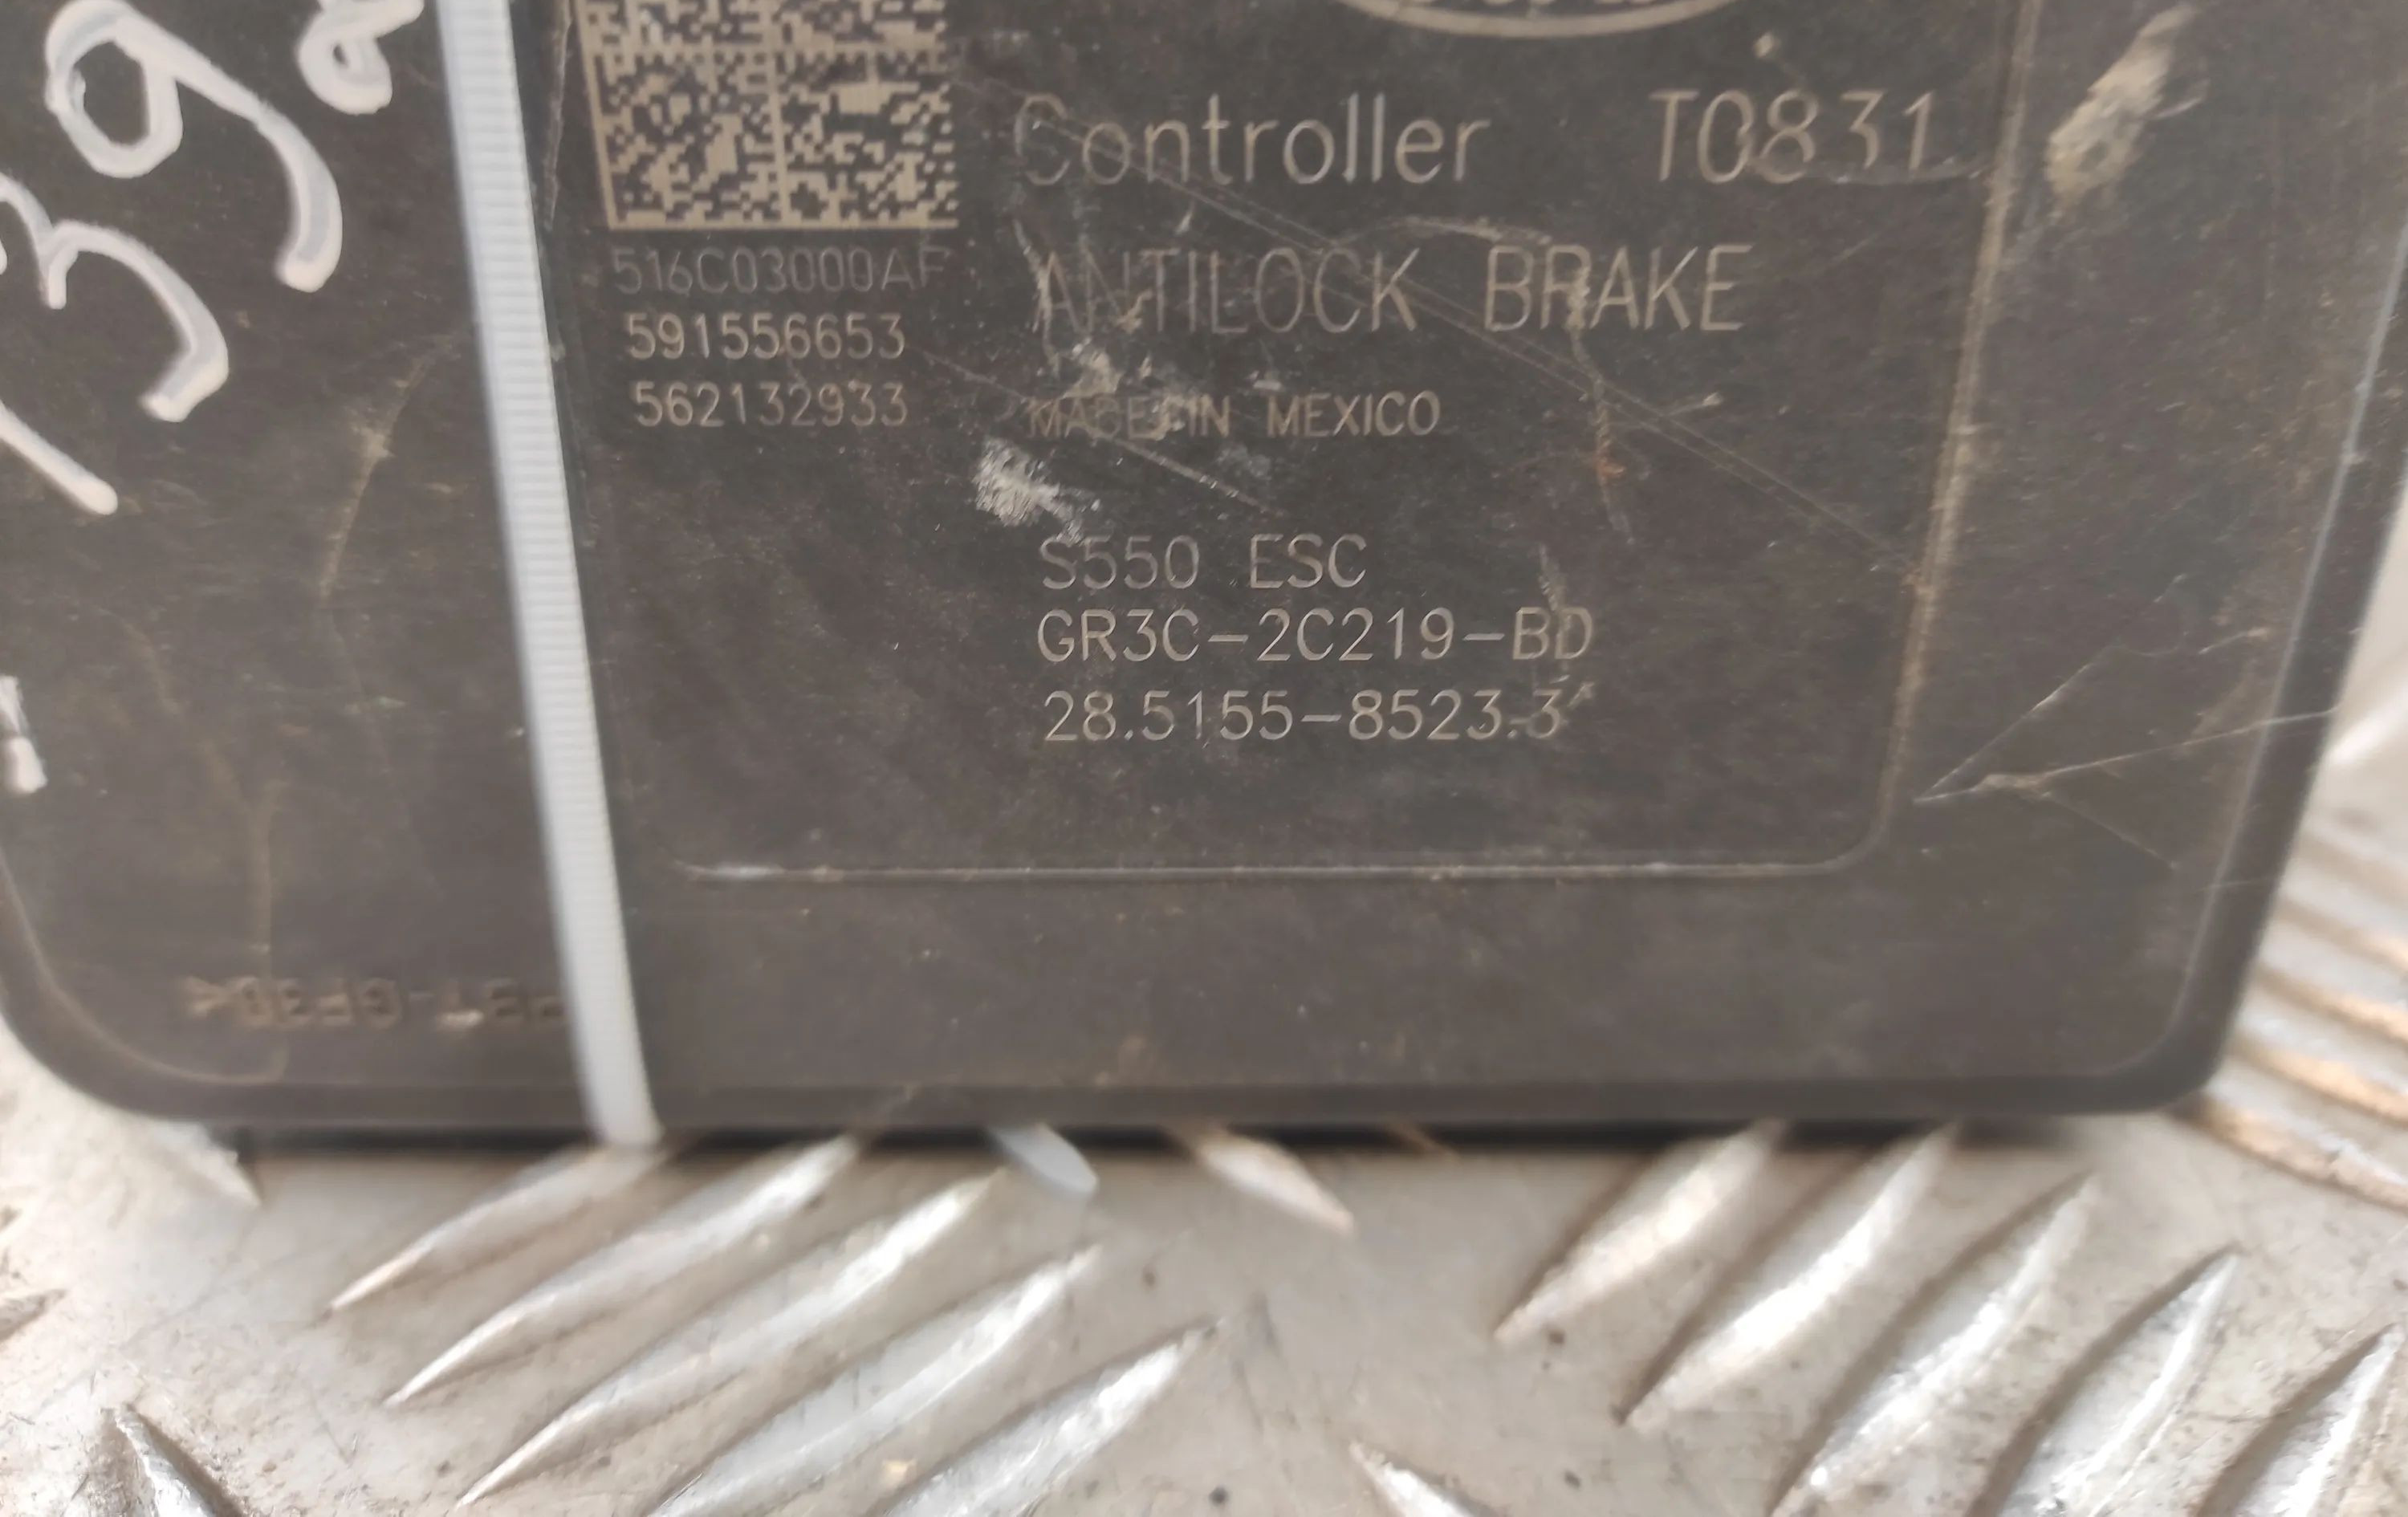 139
Controller T0831
516C03000AF
591556653
562132933
ANTILOCK BRAKE
MADE IN MEXICO
S550 ESC
GR3C-2C219-BD
28.5155-8523.3